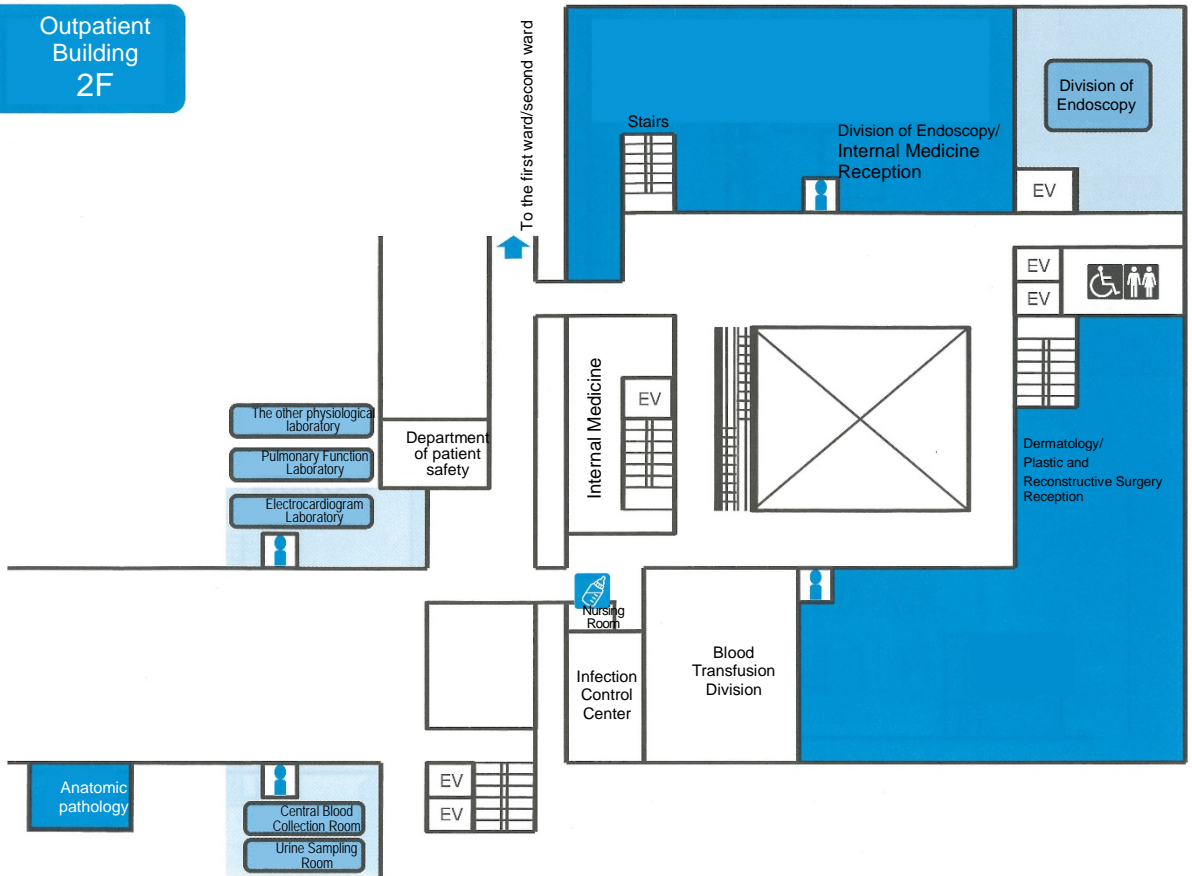 Outpatient
Building
2F
To the first ward/second ward
Stairs
Division of Endoscopy/
Internal Medicine
Reception
Division of
Endoscopy
EV
EV
EV
Internal Medicine
EV
The other physiological
laboratory
Pulmonary Function
Laboratory
Electrocardiogram
Laboratory
Department
of patient
safety
Dermatology/
Plastic and
Reconstructive Surgery
Reception
Nursing
Room
Infection
Control
Center
Blood
Transfusion
Division
Anatomic
pathology
Central Blood
Collection Room
Urine Sampling
Room
EV
EV